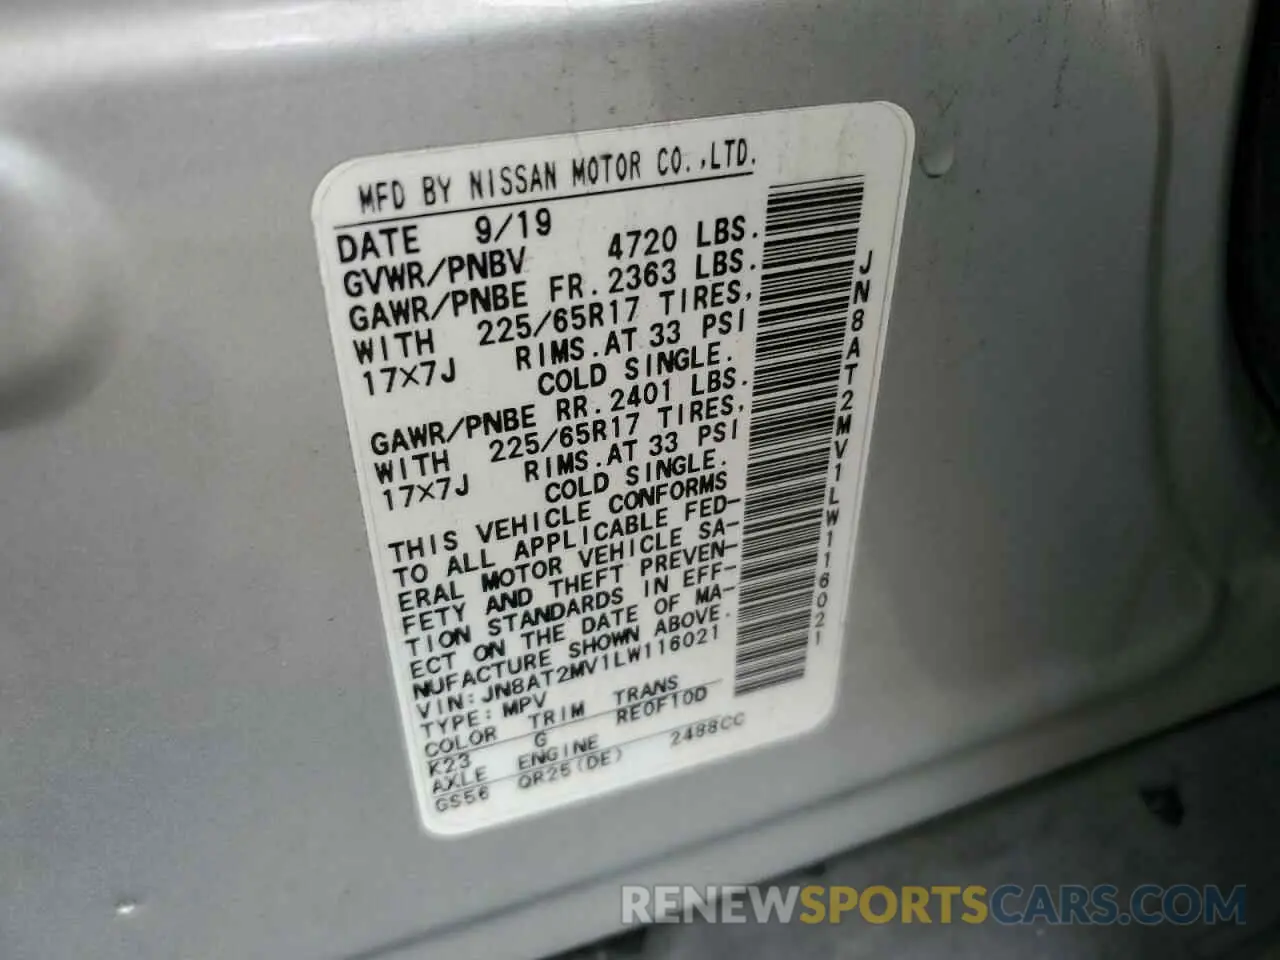 MFD BY NISSAN MOTOR CO.,LTD.
DATE 9/19
GVWR/PNBV 4720 LBS.
GAWR/PNBE FR. 2363 LBS.
WITH 225/65R17 TIRES,
17×7J RIMS.AT 33 PSI
COLD SINGLE.
GAWR/PNBE RR. 2401 LBS.
WITH 225/65R17 TIRES,
17×7J RIMS.AT 33 PSI
COLD SINGLE.
THIS VEHICLE CONFORMS
TO ALL APPLICABLE FED-
ERAL MOTOR VEHICLE SA-
FETY AND THEFT PREVEN-
TION STANDARDS IN EFF-
ECT ON THE DATE OF MA-
NUFACTURE SHOWN ABOVE.
VIN: JN8AT2MV1LW116021
TYPE: MPV
COLOR TRIM TRANS
K23 G RE0F10D
AXLE ENGINE
GS56 QR25(DE) 2488CC
JN8AT2MV1LW116021
RENEWSPORTSCARS.COM